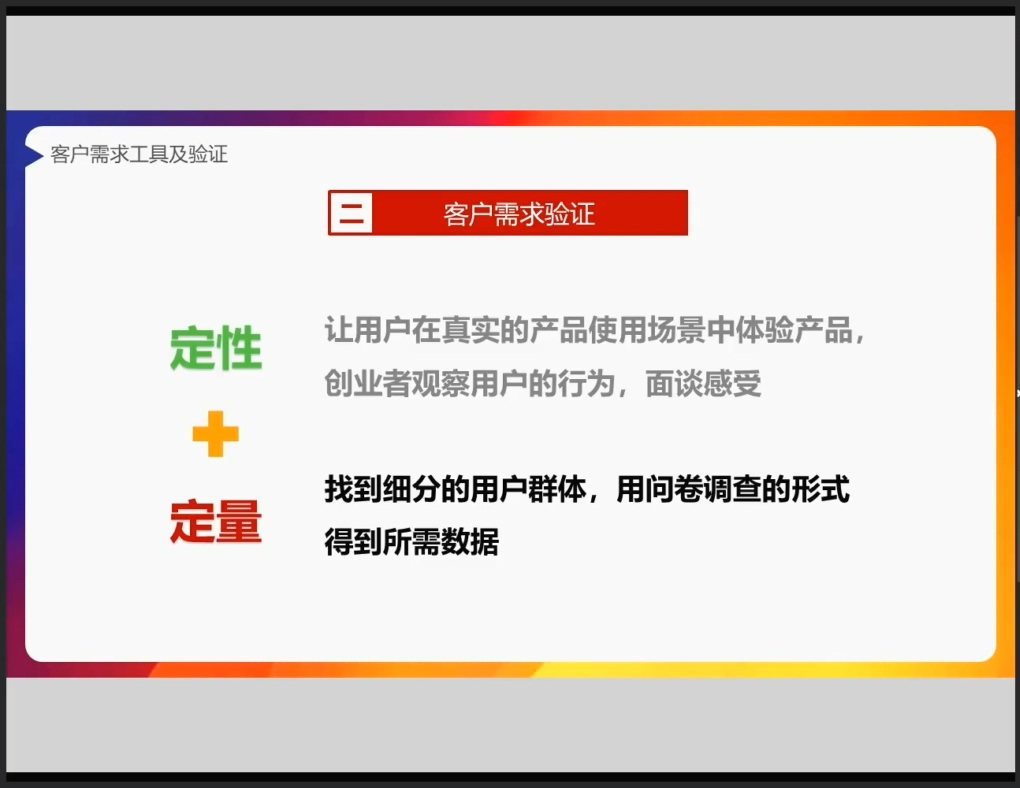 客户需求工具及验证
二 客户需求验证
定性
让用户在真实的产品使用场景中体验产品，
创业者观察用户的行为，面谈感受
定量
找到细分的用户群体，用问卷调查的形式
得到所需数据